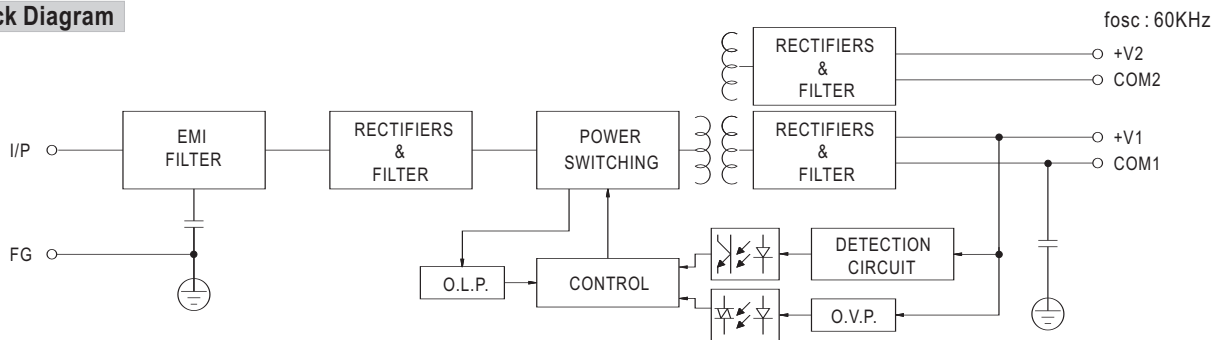 Diagram
fosc : 60KHz
RECTIFIERS
&
FILTER
+V2
COM2
I/P
EMI
FILTER
RECTIFIERS
&
FILTER
POWER
SWITCHING
RECTIFIERS
&
FILTER
+V1
COM1
FG
O.L.P.
CONTROL
DETECTION
CIRCUIT
O.V.P.